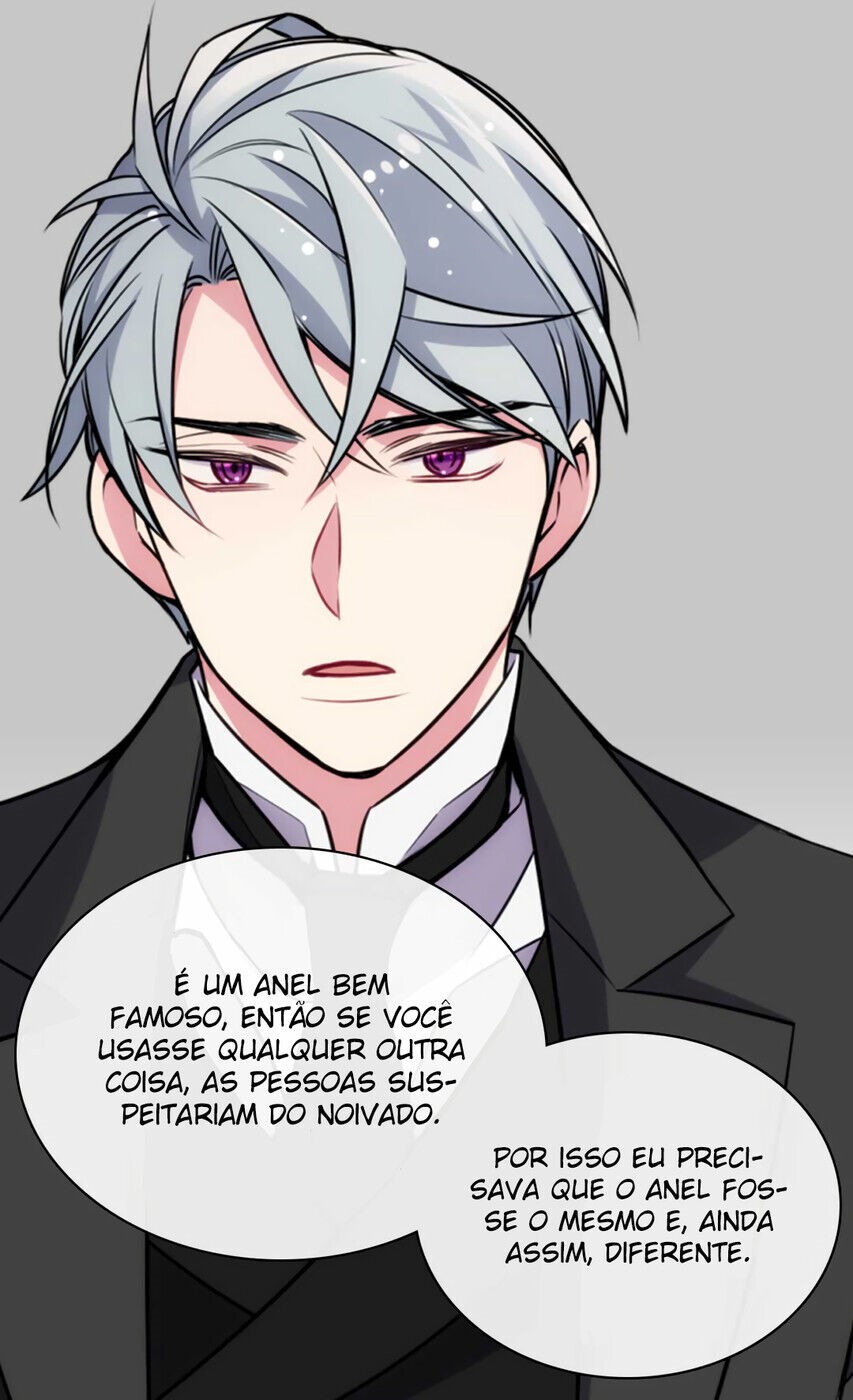 É UM ANEL BEM
FAMOSO, ENTÃO SE VOCÊ
USASSE QUALQUER OUTRA
COISA, AS PESSOAS SUS-
PEITARIAM DO NOIVADO.
POR ISSO EU PRECI-
SAVA QUE O ANEL FOS-
SE O MESMO E, AINDA
ASSIM, DIFERENTE.